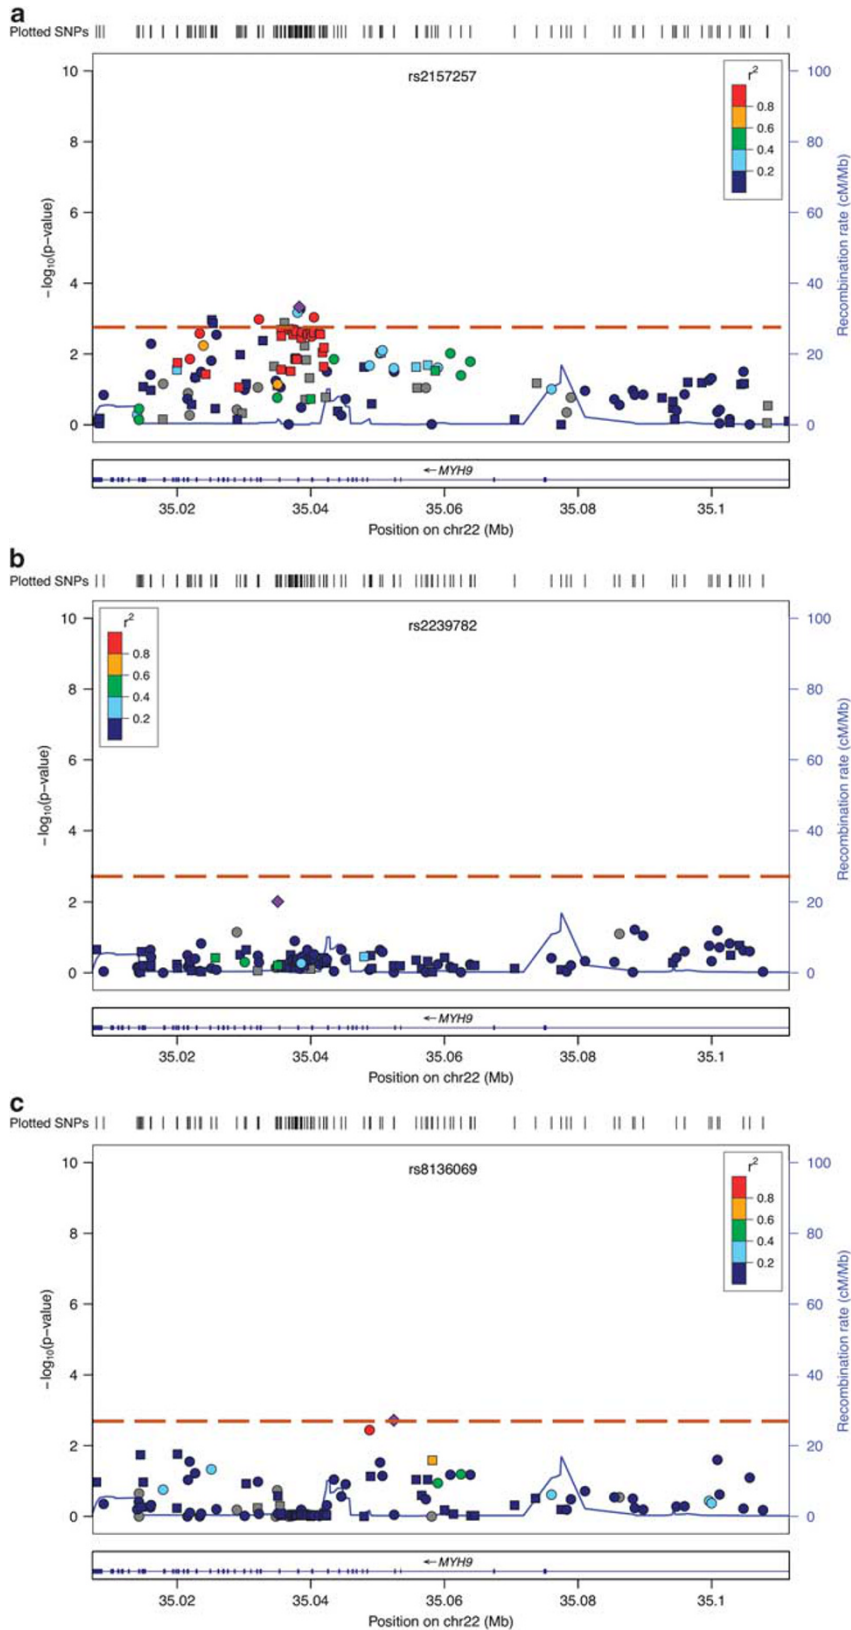 a
Plotted SNPs
rs2157257
r2
0.8
0.6
0.4
0.2
10
8
6
4
2
0
100
80
60
40
20
0
−log10(p−value)
Recombination rate (cM/Mb)
←MYH9
35.02 35.04 35.06 35.08 35.1
Position on chr22 (Mb)
b
Plotted SNPs
rs2239782
r2
0.8
0.6
0.4
0.2
10
8
6
4
2
0
100
80
60
40
20
0
−log10(p−value)
Recombination rate (cM/Mb)
←MYH9
35.02 35.04 35.06 35.08 35.1
Position on chr22 (Mb)
c
Plotted SNPs
rs8136069
r2
0.8
0.6
0.4
0.2
10
8
6
4
2
0
100
80
60
40
20
0
−log10(p−value)
Recombination rate (cM/Mb)
←MYH9
35.02 35.04 35.06 35.08 35.1
Position on chr22 (Mb)